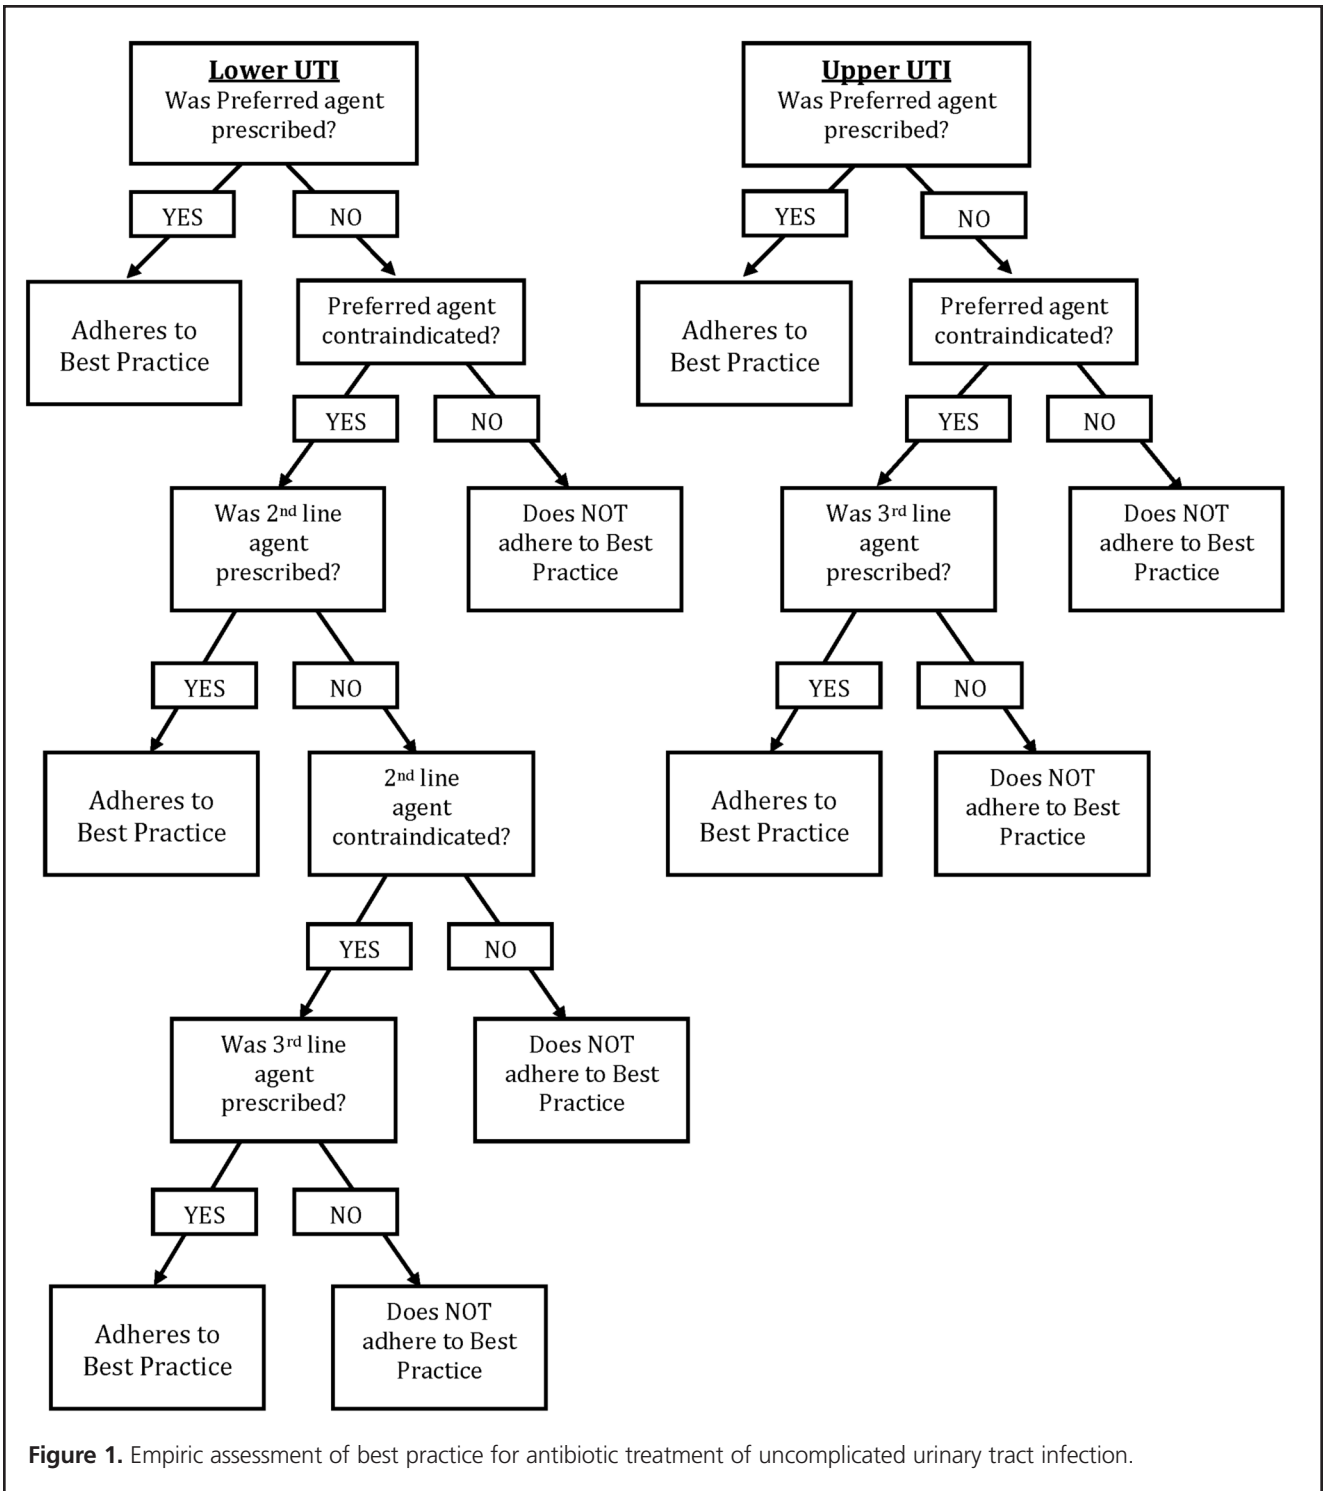 Lower UTI
Was Preferred agent
prescribed?
YES
NO
Adheres to
Best Practice
Preferred agent
contraindicated?
YES
NO
Was 2nd line
agent
prescribed?
Does NOT
adhere to Best
Practice
YES
NO
Adheres to
Best Practice
2nd line
agent
contraindicated?
YES
NO
Was 3rd line
agent
prescribed?
Does NOT
adhere to Best
Practice
YES
NO
Adheres to
Best Practice
Does NOT
adhere to Best
Practice
Upper UTI
Was Preferred agent
prescribed?
YES
NO
Adheres to
Best Practice
Preferred agent
contraindicated?
YES
NO
Was 3rd line
agent
prescribed?
Does NOT
adhere to Best
Practice
YES
NO
Adheres to
Best Practice
Does NOT
adhere to Best
Practice
Figure 1. Empiric assessment of best practice for antibiotic treatment of uncomplicated urinary tract infection.